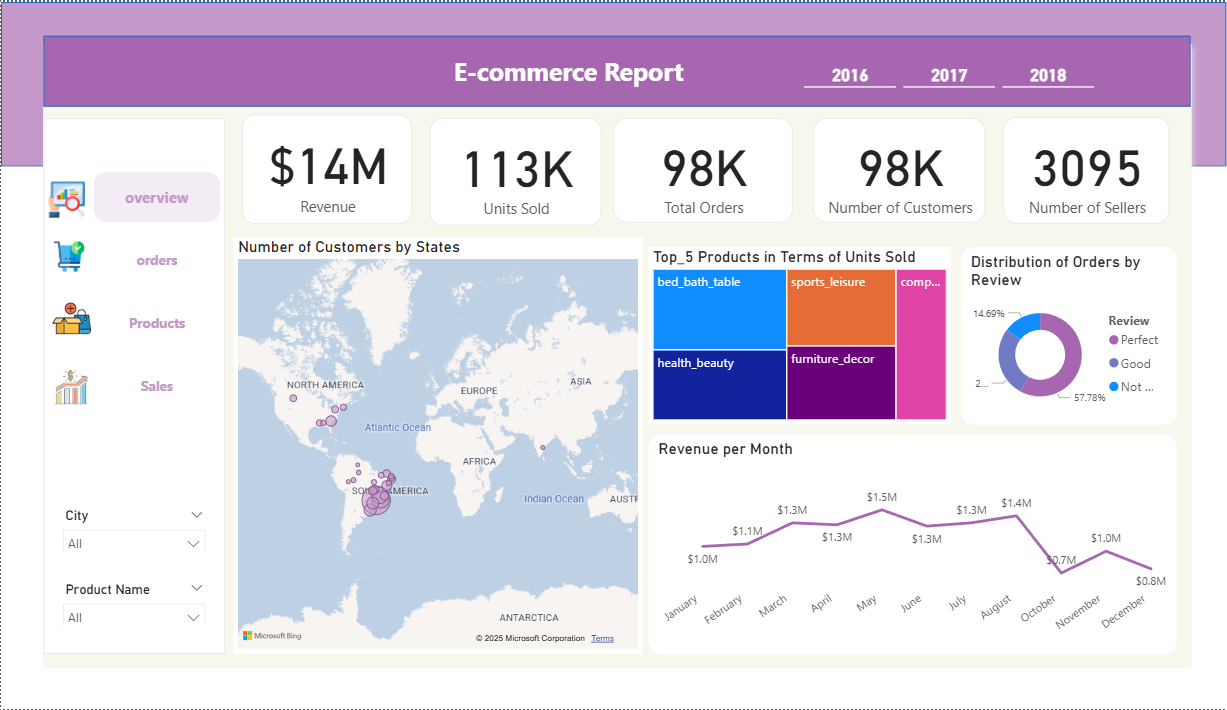 E-commerce Report
2016
2017
2018
overview
orders
Products
Sales
City
All
Product Name
All
$14M
Revenue
113K
Units Sold
98K
Total Orders
98K
Number of Customers
3095
Number of Sellers
Number of Customers by States
NORTH AMERICA
EUROPE
ASIA
Atlantic Ocean
AFRICA
SOUTH AMERICA
Indian Ocean
AUSTR
ANTARCTICA
Microsoft Bing
© 2025 Microsoft Corporation Terms
Top_5 Products in Terms of Units Sold
bed_bath_table
sports_leisure
comp...
health_beauty
furniture_decor
Distribution of Orders by
Review
14.69%
2...
57.78%
Review
Perfect
Good
Not ...
Revenue per Month
$1.0M
$1.1M
$1.3M
$1.3M
$1.5M
$1.3M
$1.3M
$1.4M
$0.7M
$1.0M
$0.8M
January
February
March
April
May
June
July
August
October
November
December